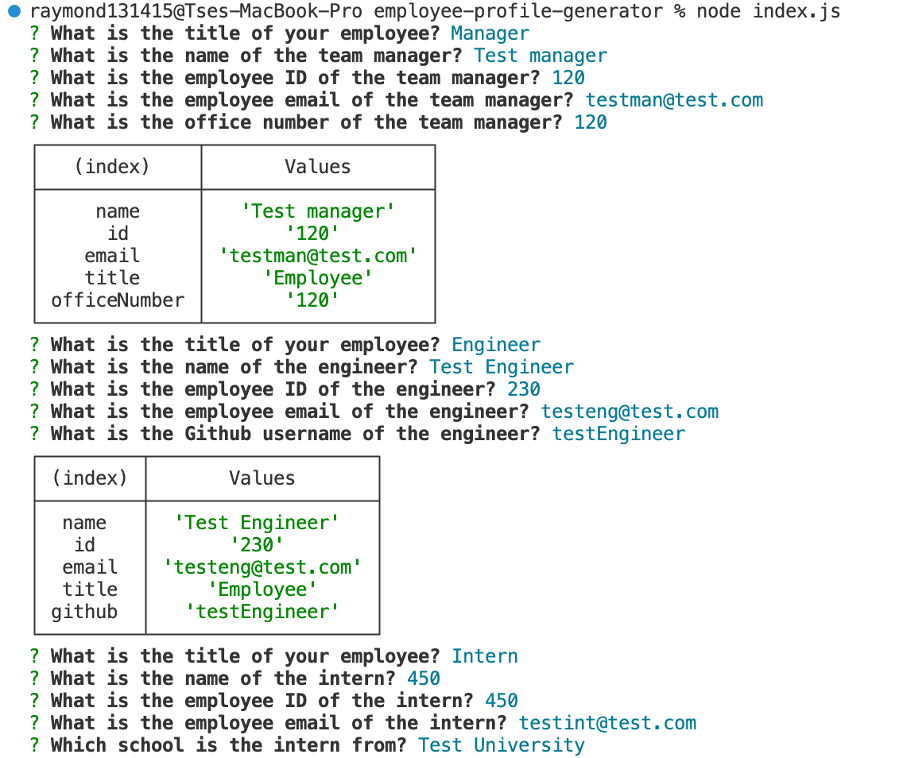 raymond131415@Tses-MacBook-Pro employee-profile-generator % node index.js
? What is the title of your employee? Manager
? What is the name of the team manager? Test manager
? What is the employee ID of the team manager? 120
? What is the employee email of the team manager? testman@test.com
? What is the office number of the team manager? 120
(index) Values
name 'Test manager'
id '120'
email 'testman@test.com'
title 'Employee'
officeNumber '120'
? What is the title of your employee? Engineer
? What is the name of the engineer? Test Engineer
? What is the employee ID of the engineer? 230
? What is the employee email of the engineer? testeng@test.com
? What is the Github username of the engineer? testEngineer
(index) Values
name 'Test Engineer'
id '230'
email 'testeng@test.com'
title 'Employee'
github 'testEngineer'
? What is the title of your employee? Intern
? What is the name of the intern? 450
? What is the employee ID of the intern? 450
? What is the employee email of the intern? testint@test.com
? Which school is the intern from? Test University